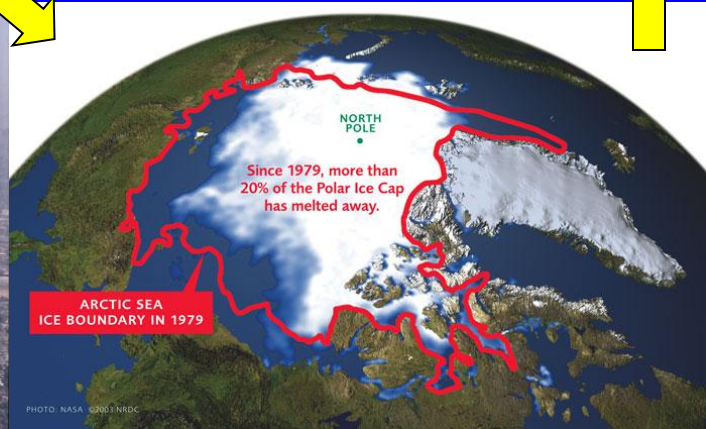 NORTH
POLE
Since 1979, more than
20% of the Polar Ice Cap
has melted away.
ARCTIC SEA
ICE BOUNDARY IN 1979
PHOTO: NASA ©2003 NRDC